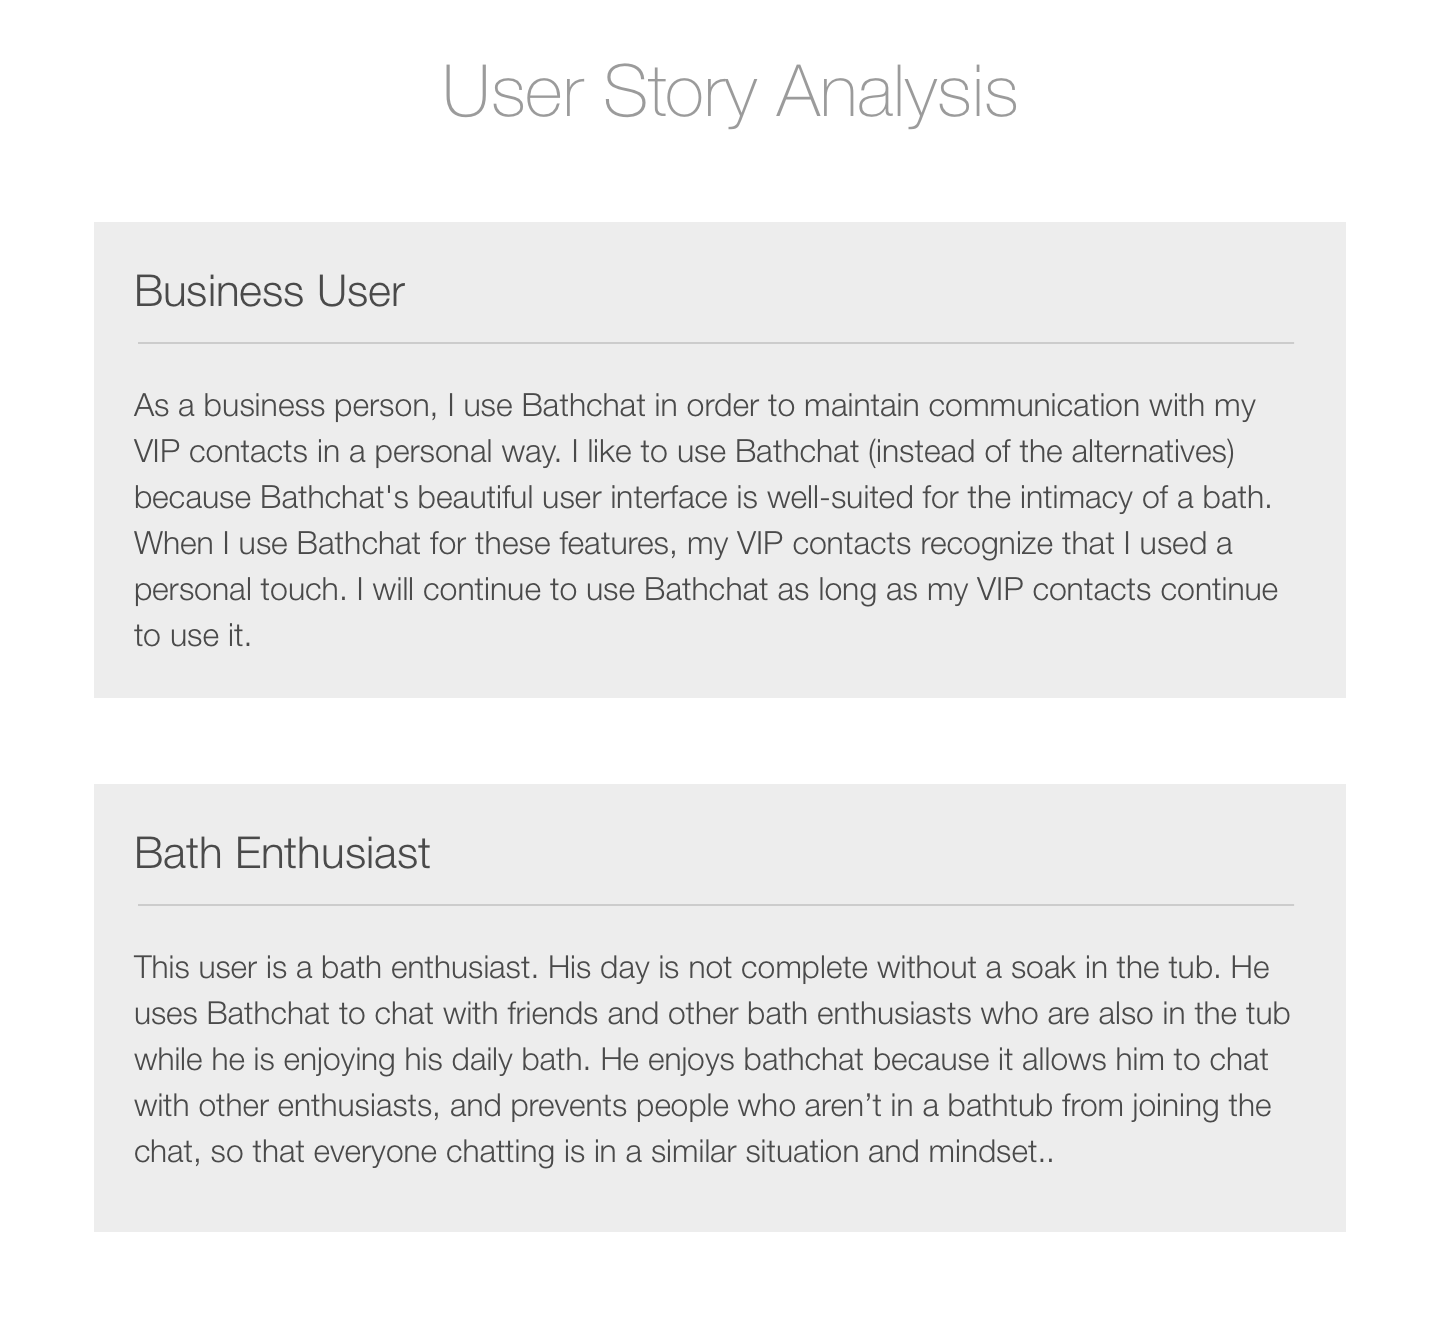 User Story Analysis
Business User
As a business person, I use Bathchat in order to maintain communication with my
VIP contacts in a personal way. I like to use Bathchat (instead of the alternatives)
because Bathchat's beautiful user interface is well-suited for the intimacy of a bath.
When I use Bathchat for these features, my VIP contacts recognize that I used a
personal touch. I will continue to use Bathchat as long as my VIP contacts continue
to use it.
Bath Enthusiast
This user is a bath enthusiast. His day is not complete without a soak in the tub. He
uses Bathchat to chat with friends and other bath enthusiasts who are also in the tub
while he is enjoying his daily bath. He enjoys bathchat because it allows him to chat
with other enthusiasts, and prevents people who aren’t in a bathtub from joining the
chat, so that everyone chatting is in a similar situation and mindset..